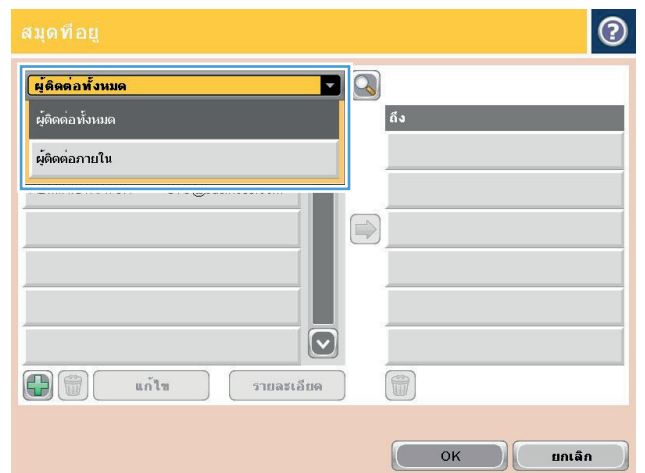 สมุดที่อยู่
ผู้ติดต่อทั้งหมด
ผู้ติดต่อทั้งหมด
ผู้ติดต่อภายใน
ถึง
แก้ไข
รายละเอียด
OK
ยกเลิก